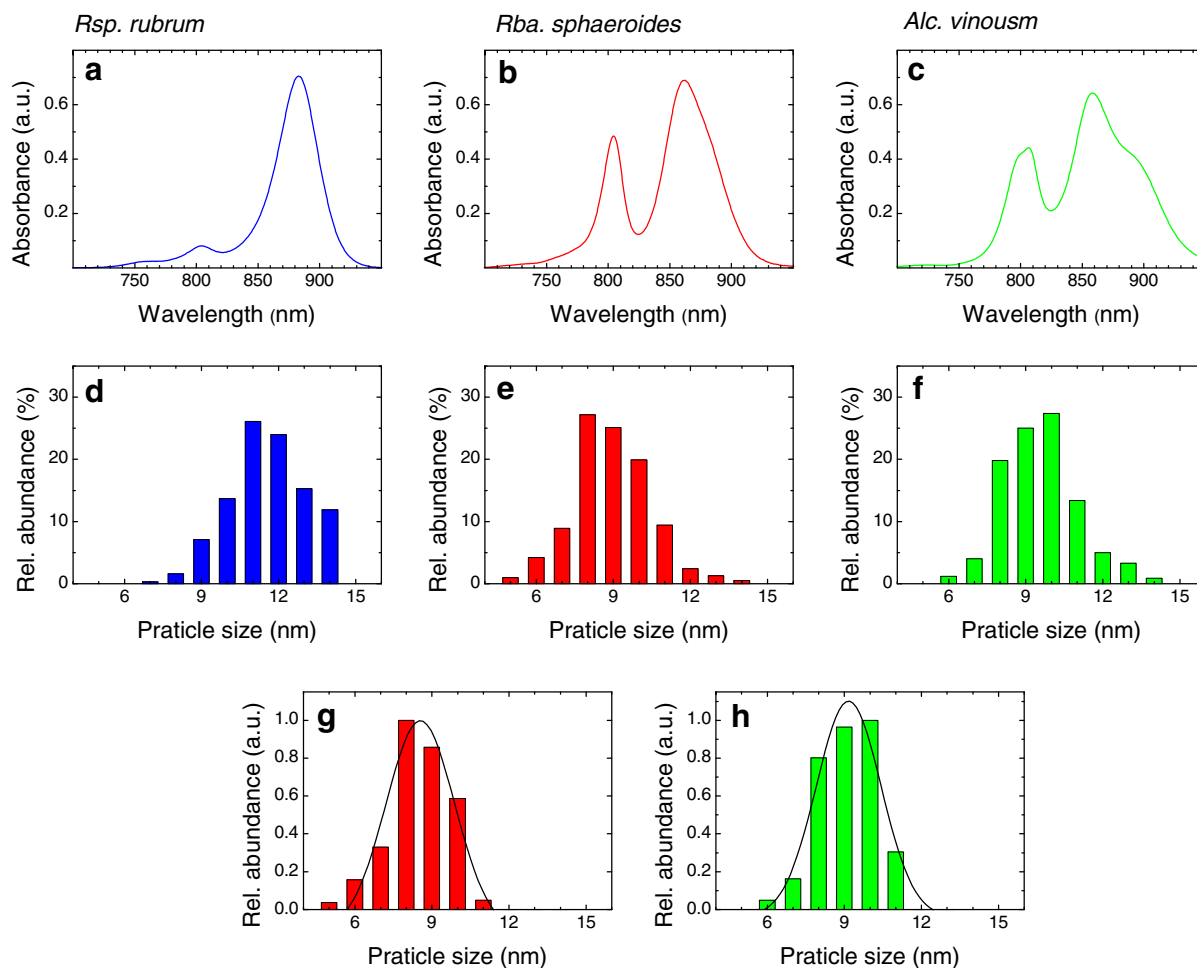 Rsp. rubrum
Rba. sphaeroides
Alc. vinousm
a
b
c
Absorbance (a.u.)
0.6
0.4
0.2
750 800 850 900
Wavelength (nm)
Absorbance (a.u.)
0.6
0.4
0.2
750 800 850 900
Wavelength (nm)
Absorbance (a.u.)
0.6
0.4
0.2
750 800 850 900
Wavelength (nm)
d
e
f
Rel. abundance (%)
30
20
10
0
6 9 12 15
Praticle size (nm)
Rel. abundance (%)
30
20
10
0
6 9 12 15
Praticle size (nm)
Rel. abundance (%)
30
20
10
0
6 9 12 15
Praticle size (nm)
g
h
Rel. abundance (a.u.)
1.0
0.8
0.6
0.4
0.2
0.0
6 9 12 15
Praticle size (nm)
Rel. abundance (a.u.)
1.0
0.8
0.6
0.4
0.2
0.0
6 9 12 15
Praticle size (nm)